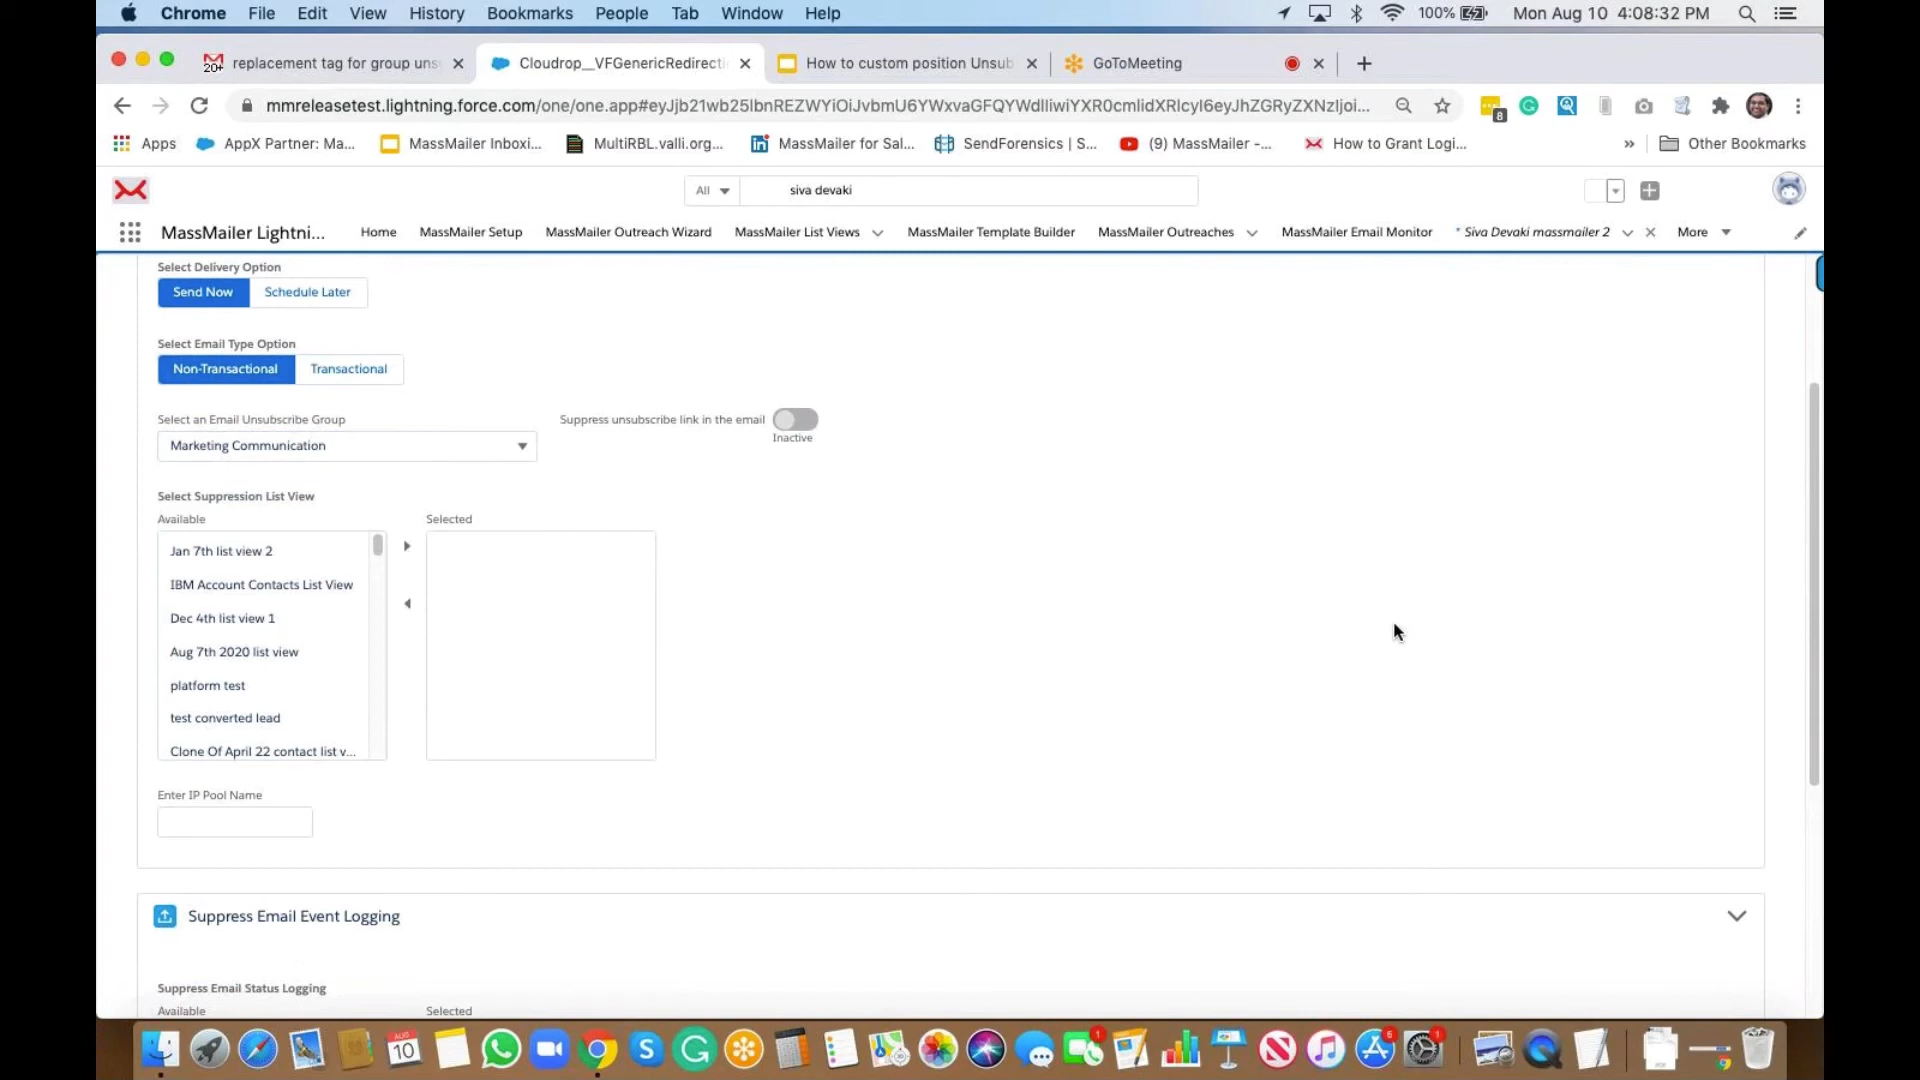 Chrome File Edit View History Bookmarks People Tab Window Help 100% Mon Aug 10 4:08:32 PM
20+ replacement tag for group uns Cloudrop__VFGenericRedirecti How to custom position Unsub GoToMeeting
mmreleasetest.lightning.force.com/one/one.app#eyJjb21wb25lbnREZWYiOiJvbmU6YWxvaGFQYWdlIiwiYXR0cmlidXRlcyI6eyJhZGRyZXNzIjoi... 8
Apps AppX Partner: Ma... MassMailer Inboxi... MultiRBL.valli.org... MassMailer for Sal... SendForensics | S... (9) MassMailer -... How to Grant Logi... » Other Bookmarks
All siva devaki
MassMailer Lightni... Home MassMailer Setup MassMailer Outreach Wizard MassMailer List Views MassMailer Template Builder MassMailer Outreaches MassMailer Email Monitor * Siva Devaki massmailer 2 More
Select Delivery Option
Send Now Schedule Later
Select Email Type Option
Non-Transactional Transactional
Select an Email Unsubscribe Group Suppress unsubscribe link in the email
Inactive
Marketing Communication
Select Suppression List View
Available Selected
Jan 7th list view 2
IBM Account Contacts List View
Dec 4th list view 1
Aug 7th 2020 list view
platform test
test converted lead
Clone Of April 22 contact list v...
Enter IP Pool Name
Suppress Email Event Logging
Suppress Email Status Logging
Available Selected
AUG
10 1 6 1